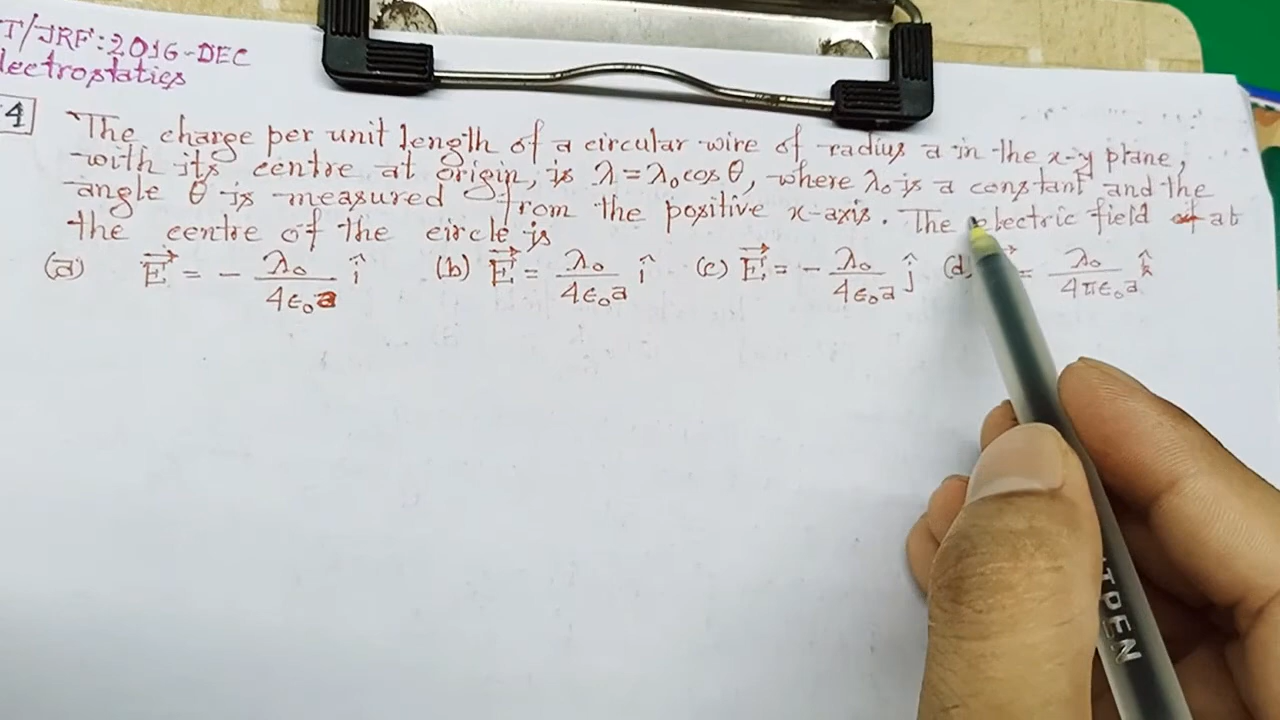 T/JRF:2016-DEC
lectrostatics
4
The charge per unit length of a circular wire of radius a in the x-y plane,
with its centre at origin, is λ=λ₀cosθ, where λ₀ is a constant and the
angle θ is measured from the positive x-axis. The electric field at
the centre of the circle is
(a) E⃗ = - λ₀/4ϵ₀a î (b) E⃗ = λ₀/4ϵ₀a î (c) E⃗ = - λ₀/4ϵ₀a ĵ (d) = λ₀/4πϵ₀a k̂
TPEN